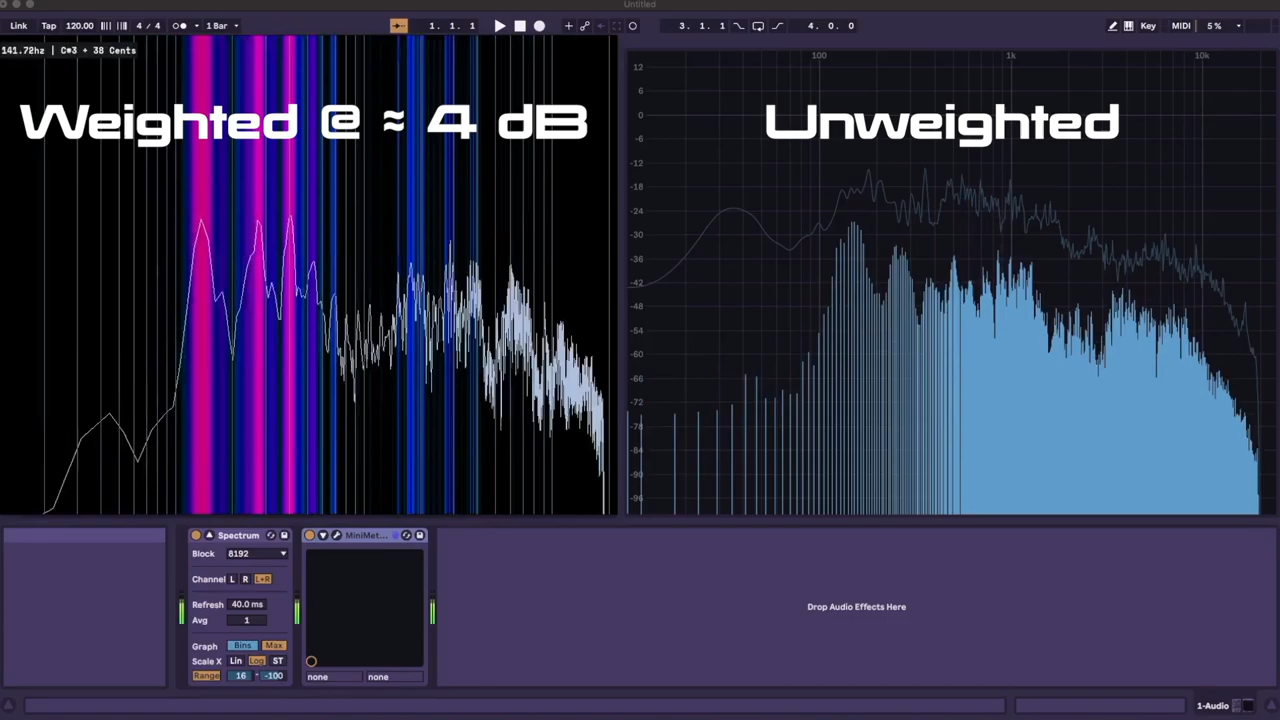 Untitled
Link Tap 120.00 4 / 4 1 Bar 1. 1. 1 3. 1. 1 4. 0. 0 Key MIDI 5 %
141.72hz | C#3 + 38 Cents
100 1k 10k
Weighted @ ≈ 4 dB
Unweighted
12
6
0
-6
-12
-18
-24
-30
-36
-42
-48
-54
-60
-66
-72
-78
-84
-90
-96
Spectrum
Block 8192
Channel L R L+R
Refresh 40.0 ms
Avg 1
Graph Bins Max
Scale X Lin Log ST
Range 16 - -100
MiniMet...
none none
Drop Audio Effects Here
1-Audio